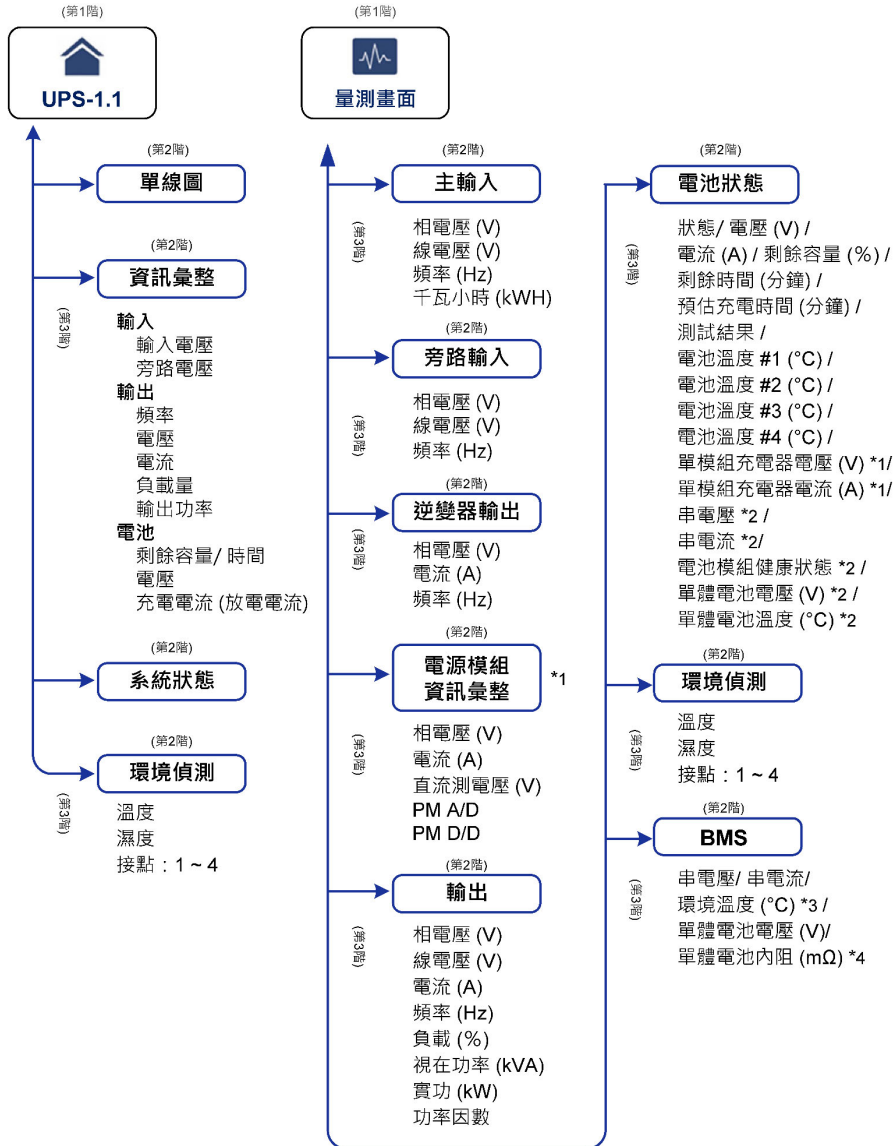 (第1階)
UPS-1.1
(第2階)
單線圖
(第2階)
資訊彙整
(第3階)
輸入
輸入電壓
旁路電壓
輸出
頻率
電壓
電流
負載量
輸出功率
電池
剩餘容量/ 時間
電壓
充電電流 (放電電流)
(第2階)
系統狀態
(第2階)
環境偵測
(第3階)
溫度
濕度
接點：1 ~ 4
(第1階)
量測畫面
(第2階)
主輸入
(第3階)
相電壓 (V)
線電壓 (V)
頻率 (Hz)
千瓦小時 (kWH)
(第2階)
旁路輸入
(第3階)
相電壓 (V)
線電壓 (V)
頻率 (Hz)
(第2階)
逆變器輸出
(第3階)
相電壓 (V)
電流 (A)
頻率 (Hz)
(第2階)
電源模組
資訊彙整 *1
(第3階)
相電壓 (V)
電流 (A)
直流測電壓 (V)
PM A/D
PM D/D
(第2階)
輸出
(第3階)
相電壓 (V)
線電壓 (V)
電流 (A)
頻率 (Hz)
負載 (%)
視在功率 (kVA)
實功 (kW)
功率因數
(第2階)
電池狀態
(第3階)
狀態/ 電壓 (V) /
電流 (A) / 剩餘容量 (%) /
剩餘時間 (分鐘) /
預估充電時間 (分鐘) /
測試結果 /
電池溫度 #1 (°C) /
電池溫度 #2 (°C) /
電池溫度 #3 (°C) /
電池溫度 #4 (°C) /
單模組充電器電壓 (V) *1/
單模組充電器電流 (A) *1/
串電壓 *2 /
串電流 *2/
電池模組健康狀態 *2 /
單體電池電壓 (V) *2 /
單體電池溫度 (°C) *2
(第2階)
環境偵測
(第3階)
溫度
濕度
接點：1 ~ 4
(第2階)
BMS
(第3階)
串電壓/ 串電流/
環境溫度 (°C) *3 /
單體電池電壓 (V)/
單體電池內阻 (mΩ) *4